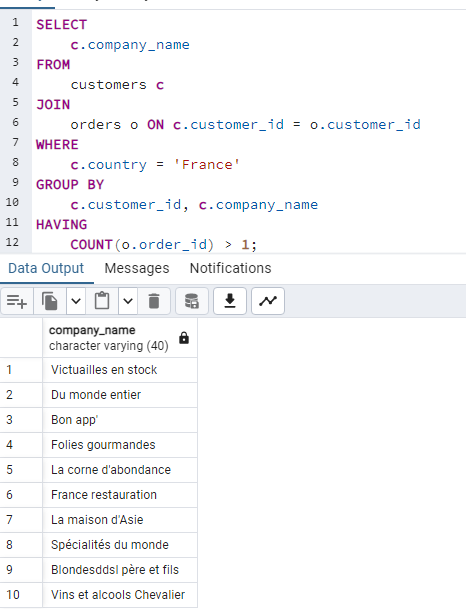 1 SELECT
2 c.company_name
3 FROM
4 customers c
5 JOIN
6 orders o ON c.customer_id = o.customer_id
7 WHERE
8 c.country = 'France'
9 GROUP BY
10 c.customer_id, c.company_name
11 HAVING
12 COUNT(o.order_id) > 1;
Data Output Messages Notifications
company_name
character varying (40)
1 Victuailles en stock
2 Du monde entier
3 Bon app'
4 Folies gourmandes
5 La corne d'abondance
6 France restauration
7 La maison d'Asie
8 Spécialités du monde
9 Blondesddsl père et fils
10 Vins et alcools Chevalier